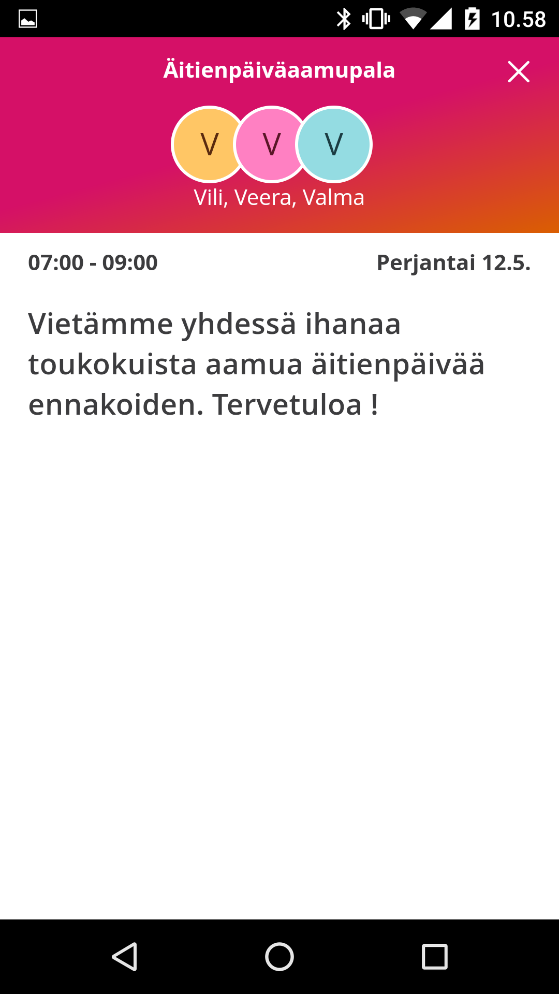 10.58
Äitienpäiväaamupala
V V V
Vili, Veera, Valma
07:00 - 09:00 Perjantai 12.5.
Vietämme yhdessä ihanaa
toukokuista aamua äitienpäivää
ennakoiden. Tervetuloa !